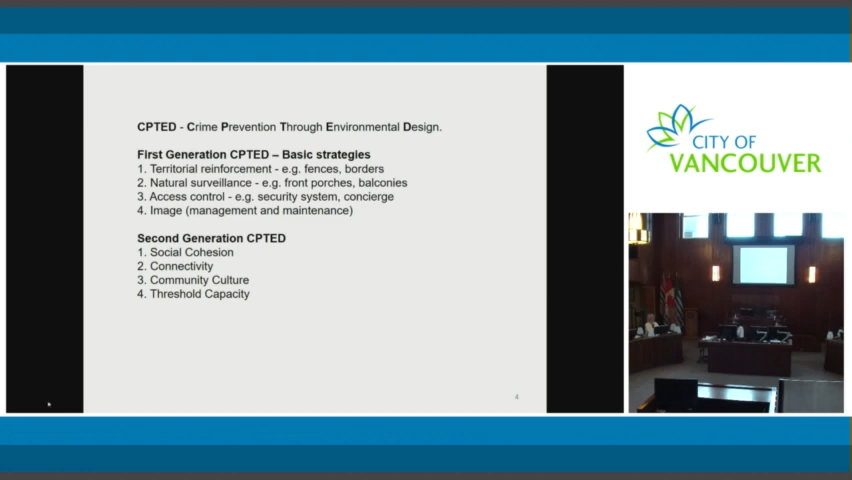 CPTED - Crime Prevention Through Environmental Design.
First Generation CPTED – Basic strategies
1. Territorial reinforcement - e.g. fences, borders
2. Natural surveillance - e.g. front porches, balconies
3. Access control - e.g. security system, concierge
4. Image (management and maintenance)
Second Generation CPTED
1. Social Cohesion
2. Connectivity
3. Community Culture
4. Threshold Capacity
4
CITY OF
VANCOUVER